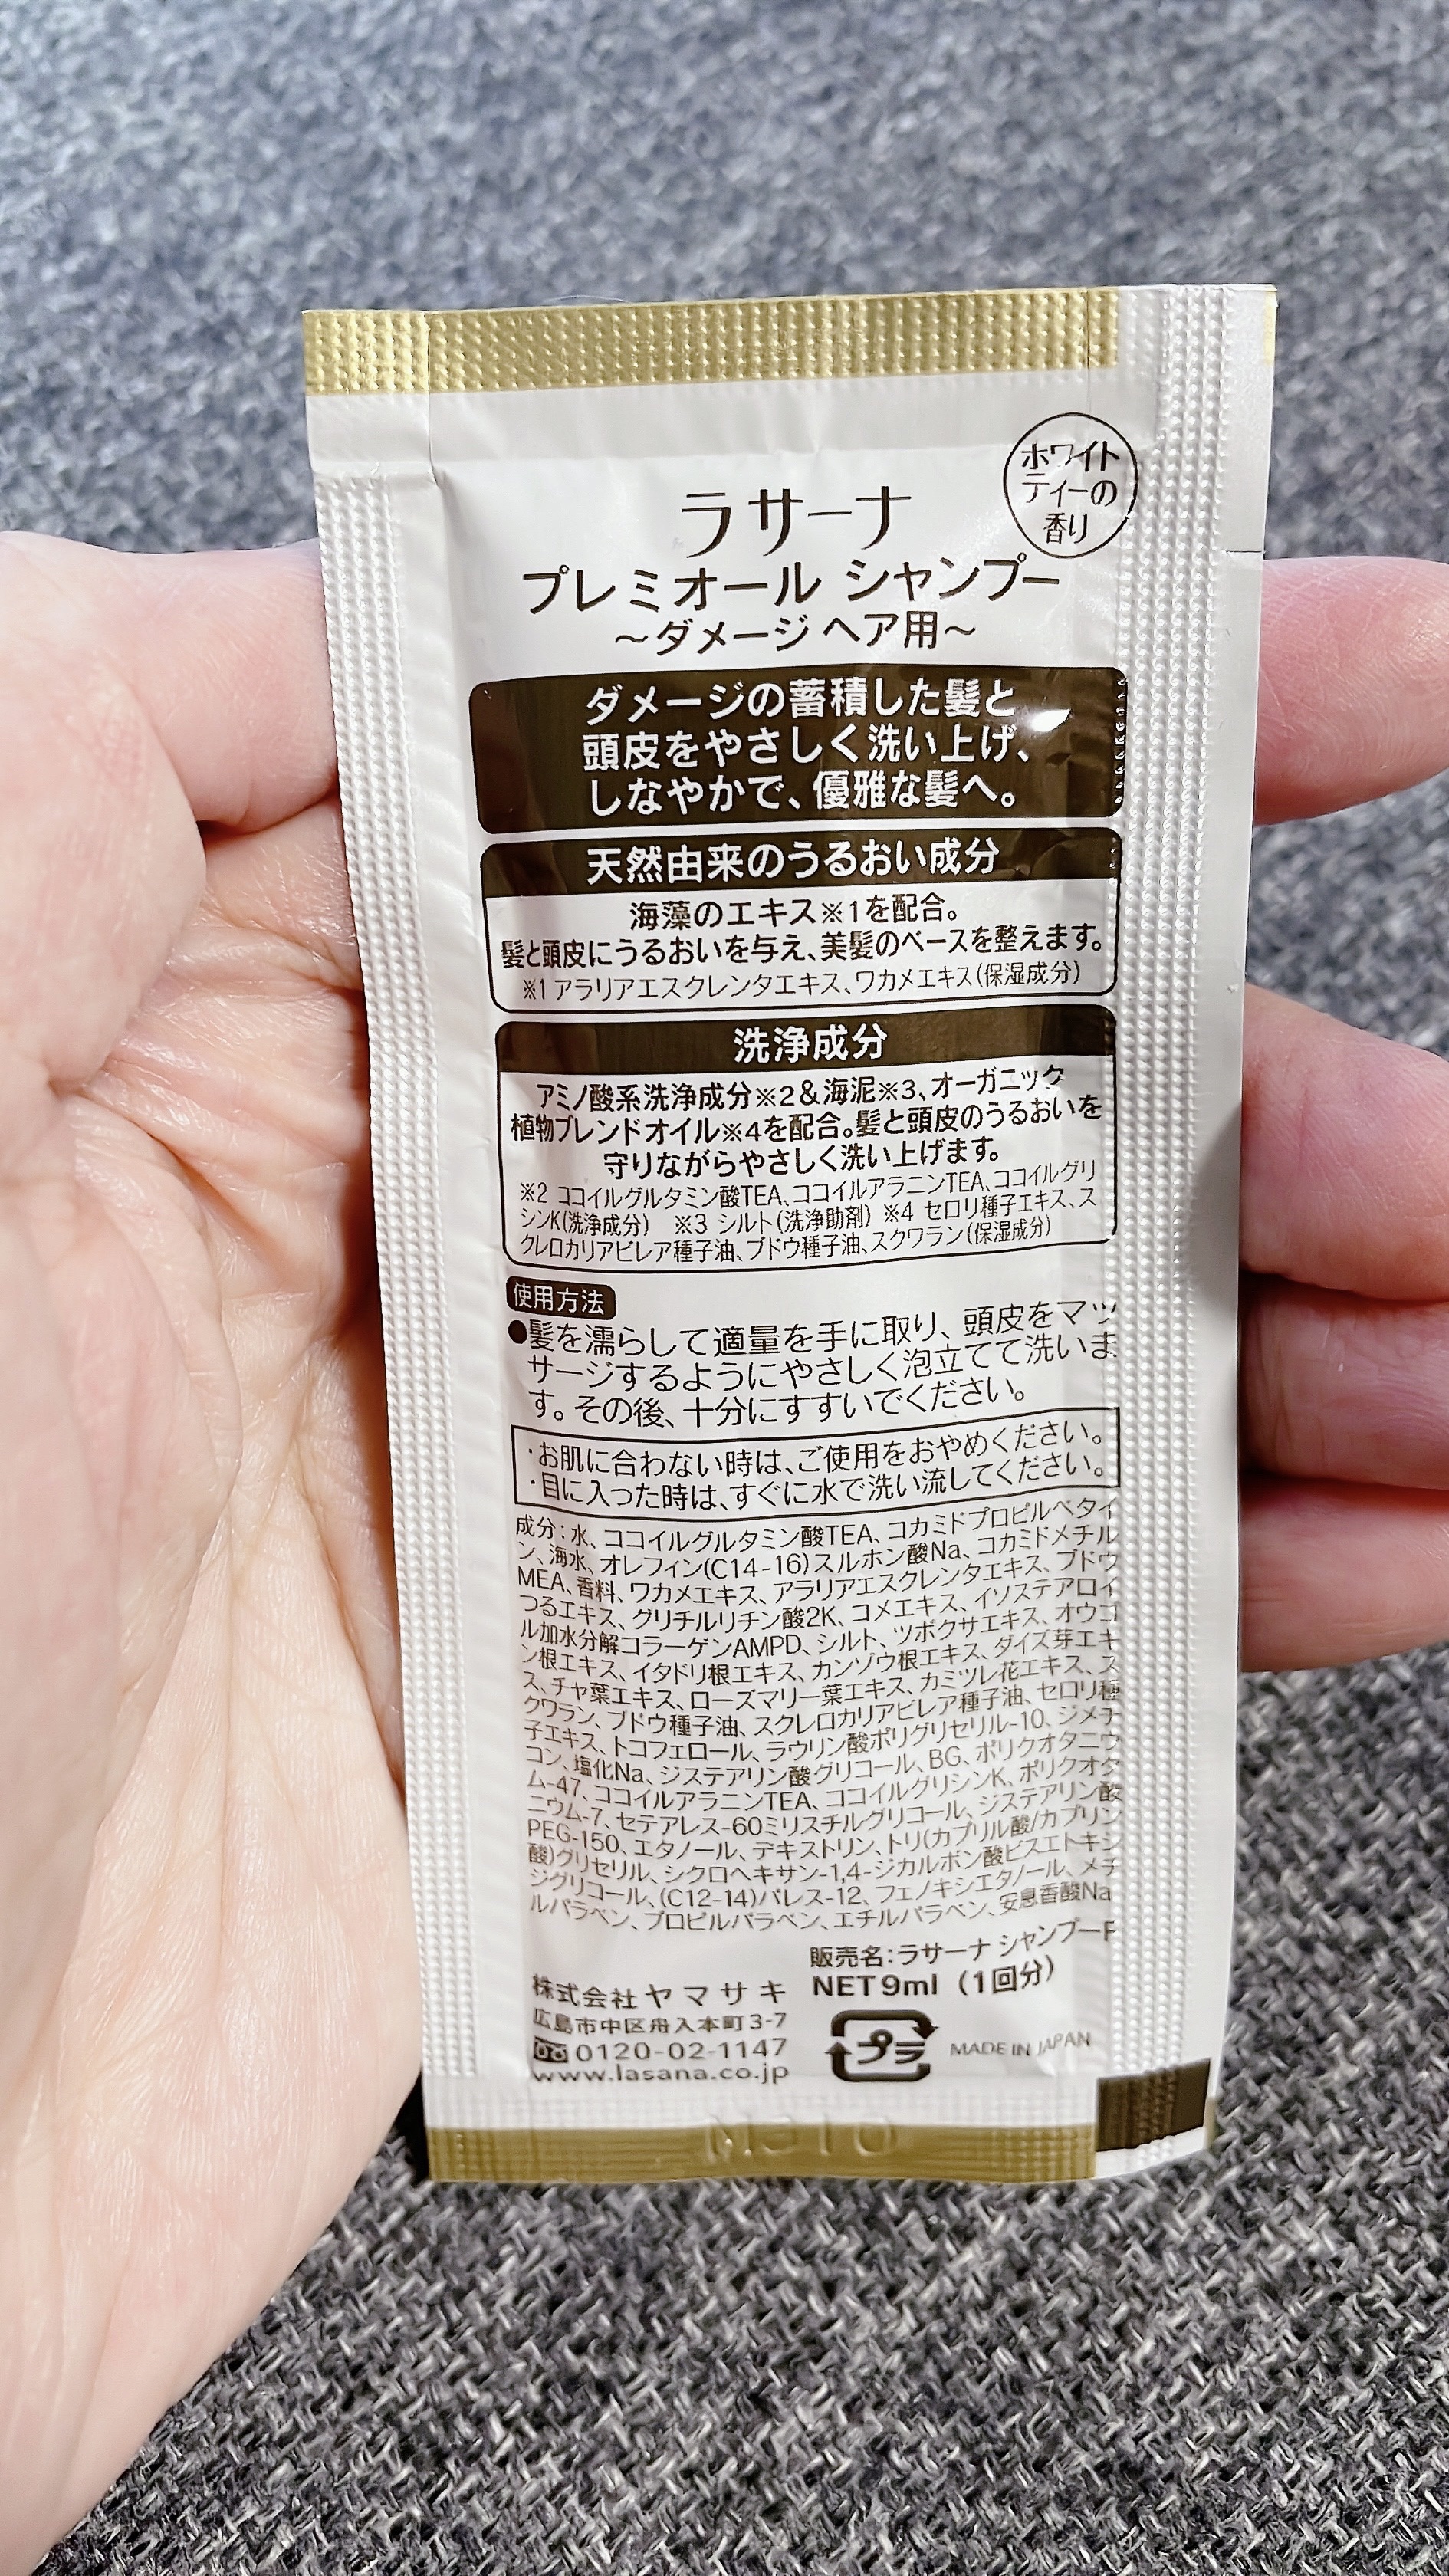 ホワイト
ティーの
香り
ラサーナ
プレミオール シャンプー
～ダメージ ヘア用～
ダメージの蓄積した髪と
頭皮をやさしく洗い上げ、
しなやかで、優雅な髪へ。
天然由来のうるおい成分
海藻のエキス※1を配合。
髪と頭皮にうるおいを与え、美髪のベースを整えます。
※1 アラリアエスクレンタエキス、ワカメエキス(保湿成分)
洗浄成分
アミノ酸系洗浄成分※2&海泥※3、オーガニック
植物ブレンドオイル※4を配合。髪と頭皮のうるおいを
守りながらやさしく洗い上げます。
※2 ココイルグルタミン酸TEA、ココイルアラニンTEA、ココイルグリ
シンK(洗浄成分) ※3 シルト(洗浄助剤) ※4 セロリ種子エキス、ス
クレロカリアビレア種子油、ブドウ種子油、スクワラン(保湿成分)
使用方法
●髪を濡らして適量を手に取り、頭皮をマッ
サージするようにやさしく泡立てて洗いま
す。その後、十分にすすいでください。
・お肌に合わない時は、ご使用をおやめください。
・目に入った時は、すぐに水で洗い流してください。
成分:水、ココイルグルタミン酸TEA、コカミドプロピルベタイ
ン、海水、オレフィン(C14-16)スルホン酸Na、コカミドメチル
MEA、香料、ワカメエキス、アラリアエスクレンタエキス、ブドウ
つるエキス、グリチルリチン酸2K、コメエキス、イソステアロイ
ル加水分解コラーゲンAMPD、シルト、ツボクサエキス、オウゴ
ン根エキス、イタドリ根エキス、カンゾウ根エキス、ダイズ芽エキ
ス、チャ葉エキス、ローズマリー葉エキス、カミツレ花エキス、ス
クワラン、ブドウ種子油、スクレロカリアビレア種子油、セロリ種
子エキス、トコフェロール、ラウリン酸ポリグリセリル-10、ジメチ
コン、塩化Na、ジステアリン酸グリコール、BG、ポリクオタニウ
ム-47、ココイルアラニンTEA、ココイルグリシンK、ポリクオタ
ニウム-7、セテアレス-60ミリスチルグリコール、ジステアリン酸
PEG-150、エタノール、デキストリン、トリ(カプリル酸/カプリン
酸)グリセリル、シクロヘキサン-1,4-ジカルボン酸ビスエトキシ
ジグリコール、(C12-14)パレス-12、フェノキシエタノール、メチ
ルパラベン、プロピルパラベン、エチルパラベン、安息香酸Na
販売名:ラサーナ シャンプーF
NET9ml (1回分)
株式会社ヤマサキ
広島市中区舟入本町3-7
0120-02-1147
www.lasana.co.jp
プラ
MADE IN JAPAN